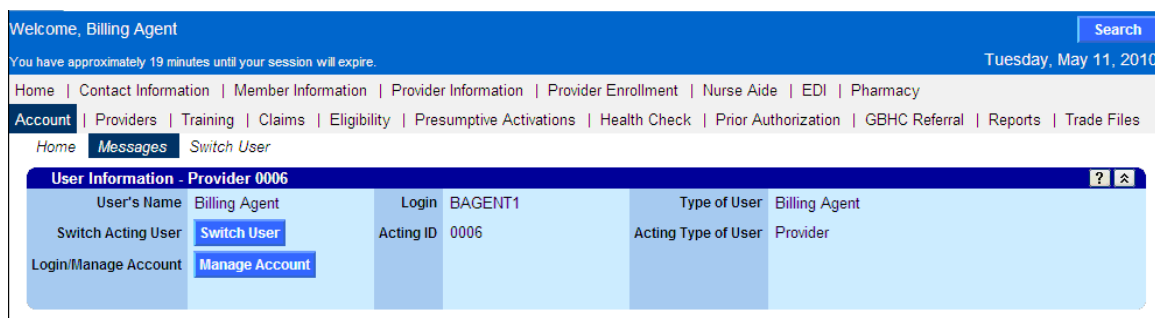 Welcome, Billing Agent Search
You have approximately 19 minutes until your session will expire. Tuesday, May 11, 2010
Home | Contact Information | Member Information | Provider Information | Provider Enrollment | Nurse Aide | EDI | Pharmacy
Account | Providers | Training | Claims | Eligibility | Presumptive Activations | Health Check | Prior Authorization | GBHC Referral | Reports | Trade Files
Home Messages Switch User
User Information - Provider 0006 ?
User's Name Billing Agent Login BAGENT1 Type of User Billing Agent
Switch Acting User Switch User Acting ID 0006 Acting Type of User Provider
Login/Manage Account Manage Account